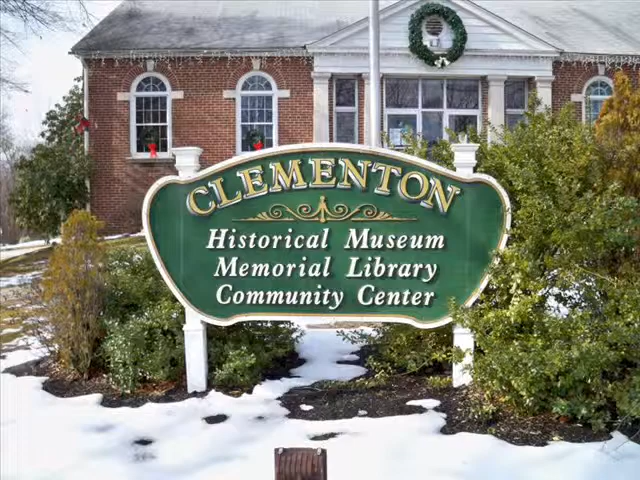 CLEMENTON
Historical Museum
Memorial Library
Community Center